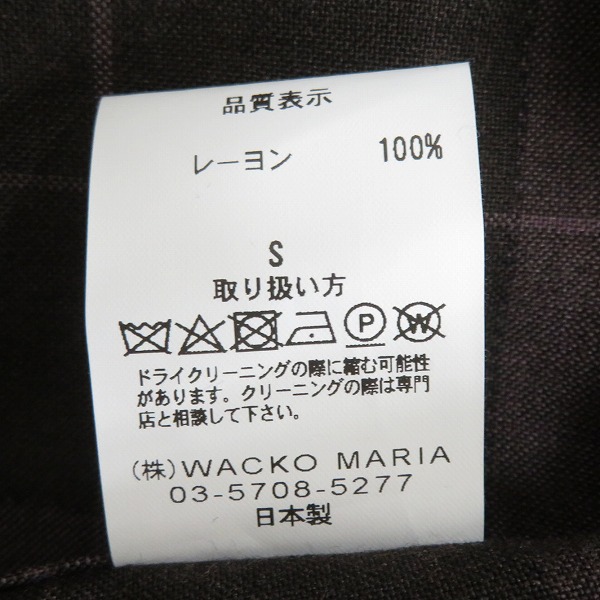 品質表示
レーヨン 100%
S
取り扱い方
P W
ドライクリーニングの際に縮む可能性
があります。クリーニングの際は専門
店と相談して下さい。
(株)WACKO MARIA
03-5708-5277
日本製